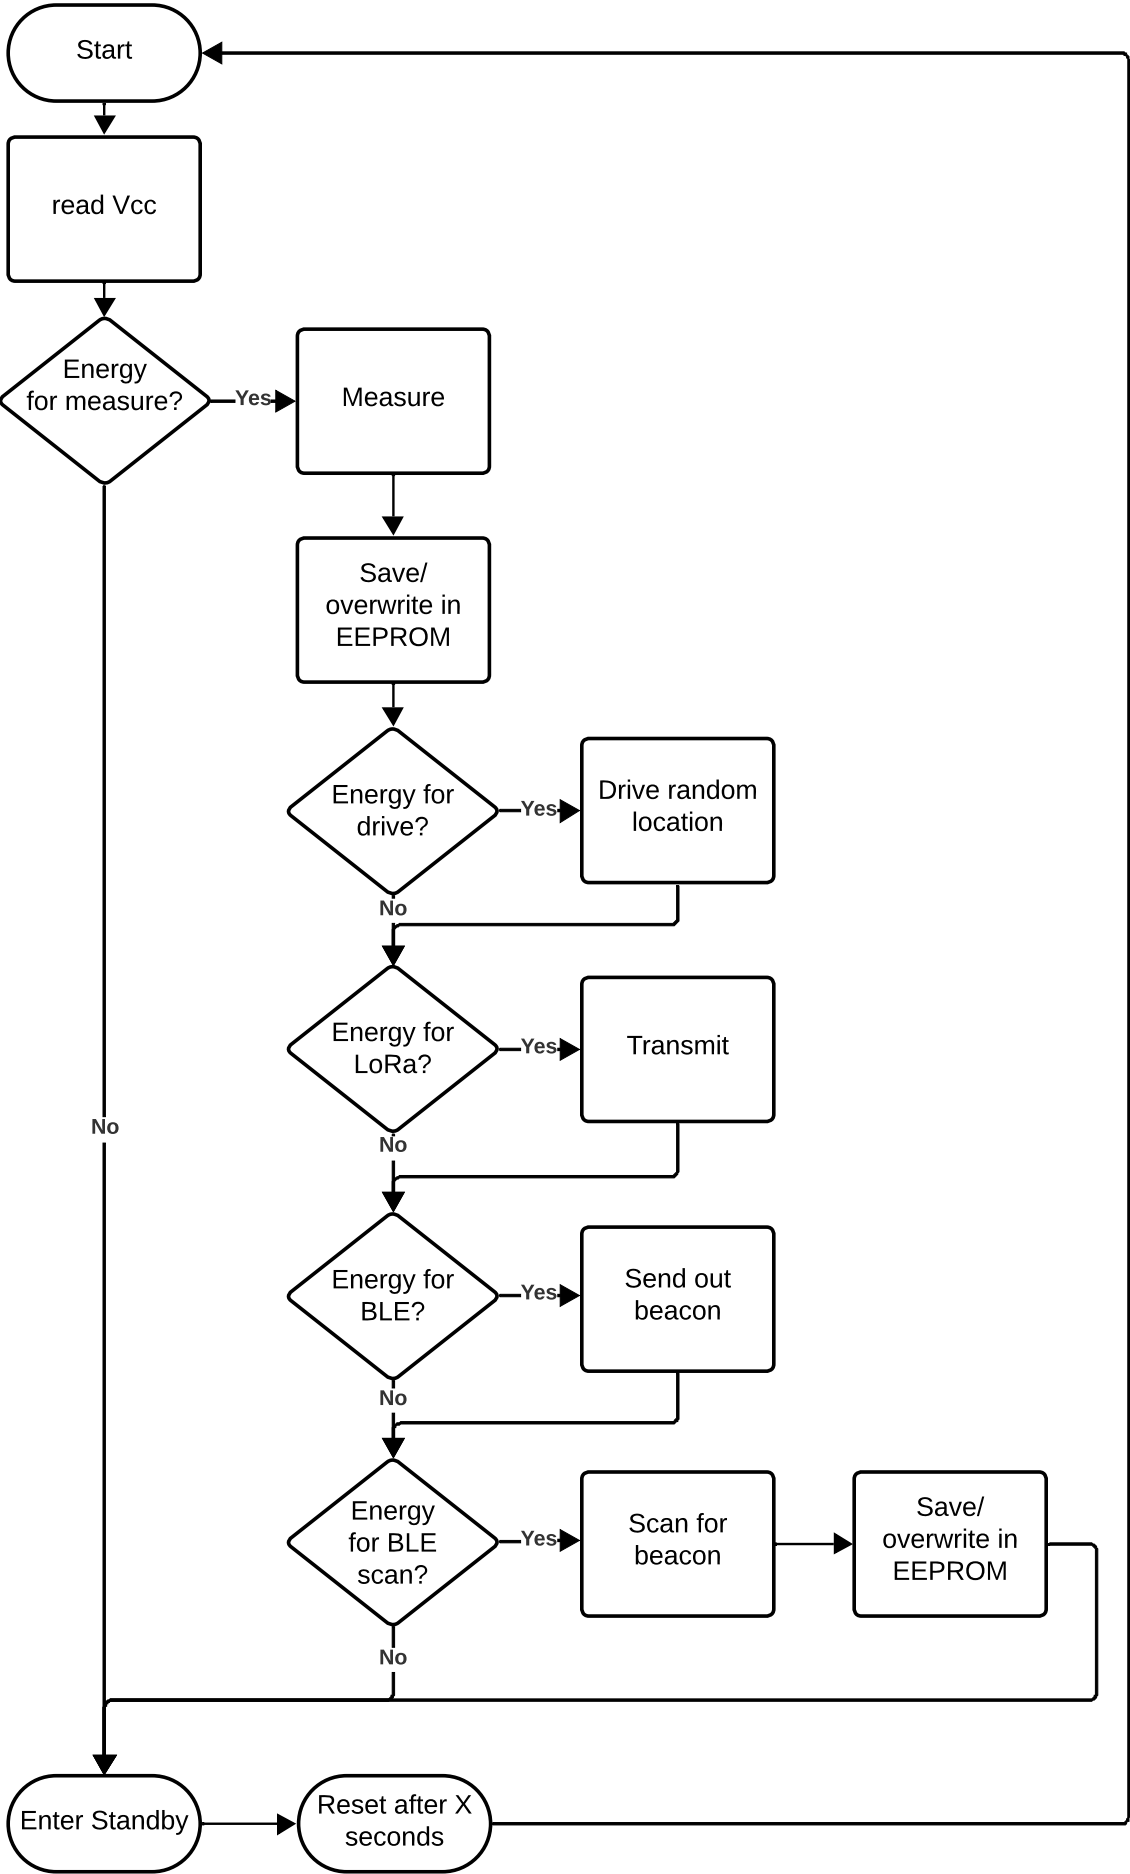 Start
read Vcc
Energy
for measure?
Yes
Measure
Save/
overwrite in
EEPROM
Energy for
drive?
Yes
Drive random
location
No
Energy for
LoRa?
Yes
Transmit
No
No
Energy for
BLE?
Yes
Send out
beacon
No
Energy
for BLE
scan?
Yes
Scan for
beacon
Save/
overwrite in
EEPROM
No
Enter Standby
Reset after X
seconds